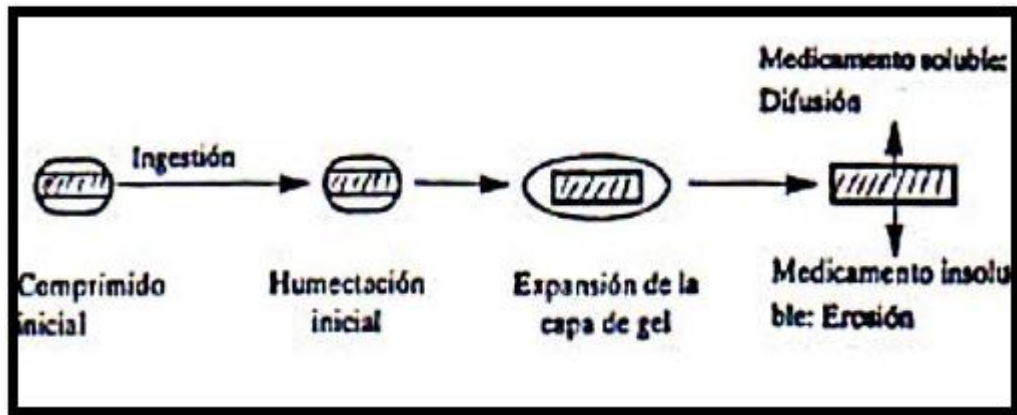 Ingestión
Comprimido
inicial
Humectación
inicial
Expansión de la
capa de gel
Medicamento soluble:
Difusión
Medicamento insolu
ble: Erosión